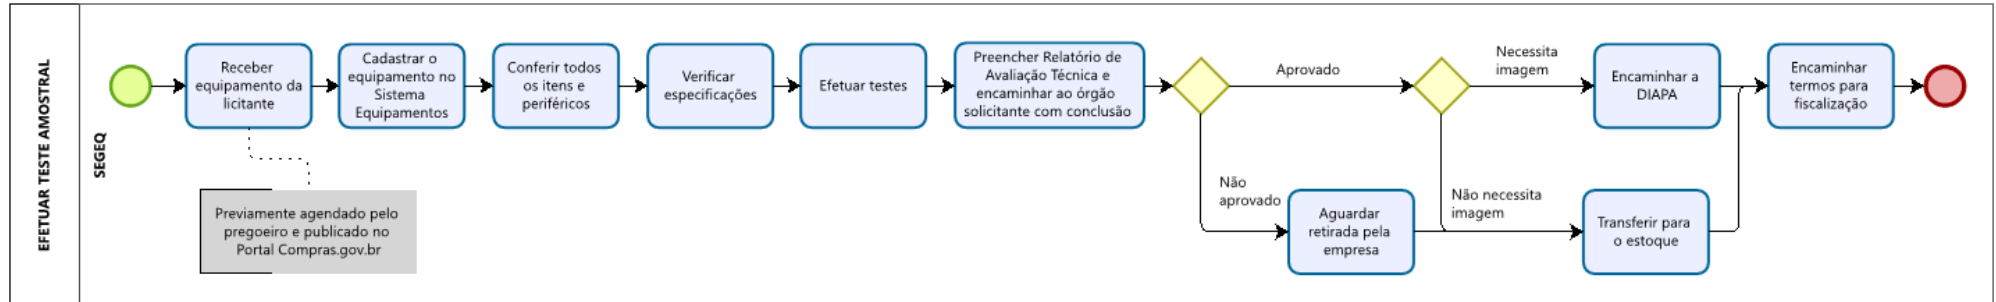 EFETUAR TESTE AMOSTRAL
SEGEQ
Receber
equipamento da
licitante
Cadastrar o
equipamento no
Sistema
Equipamentos
Conferir todos
os itens e
periféricos
Verificar
especificações
Efetuar testes
Preencher Relatório de
Avaliação Técnica e
encaminhar ao órgão
solicitante com conclusão
Aprovado
Necessita
imagem
Encaminhar a
DIAPA
Encaminhar
termos para
fiscalização
Previamente agendado pelo
pregoeiro e publicado no
Portal Compras.gov.br
Não
aprovado
Aguardar
retirada pela
empresa
Não necessita
imagem
Transferir para
o estoque